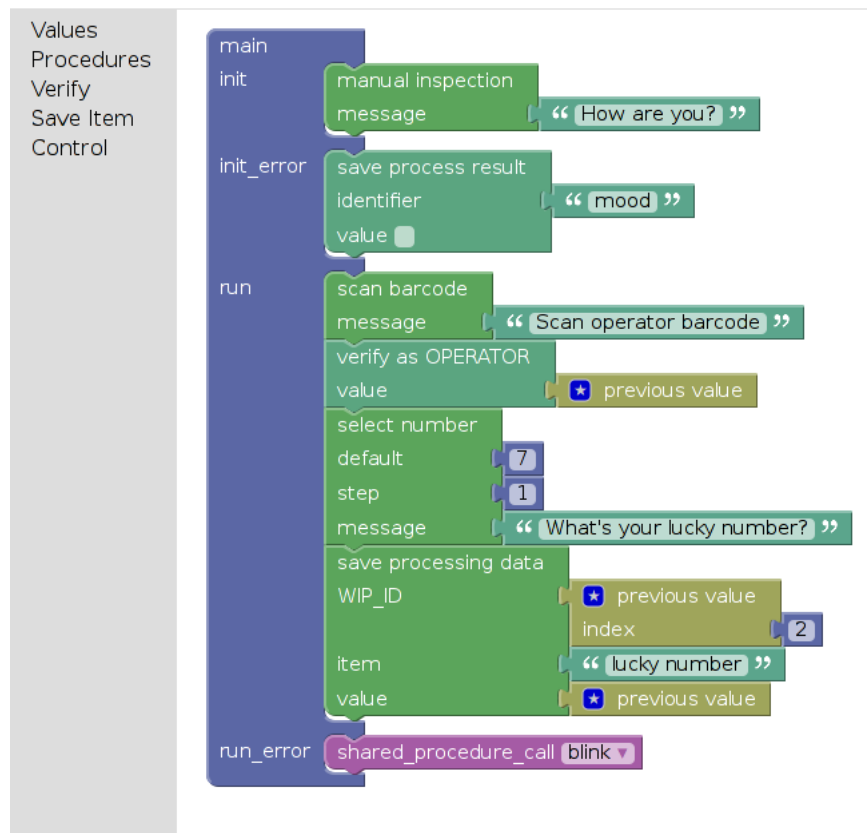 Values
Procedures
Verify
Save Item
Control
main
init
manual inspection
message “ How are you? ”
init_error
save process result
identifier “ mood ”
value
run
scan barcode
message “ Scan operator barcode ”
verify as OPERATOR
value previous value
select number
default 7
step 1
message “ What's your lucky number? ”
save processing data
WIP_ID previous value
index 2
item “ lucky number ”
value previous value
run_error shared_procedure_call blink